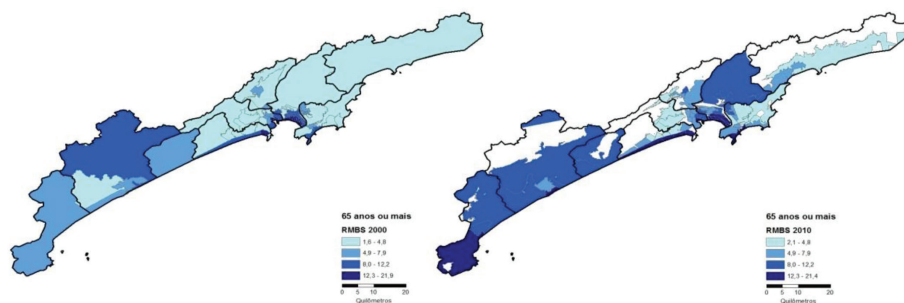 65 anos ou mais
RMBS 2000
1,6 - 4,8
4,9 - 7,9
8,0 - 12,2
12,3 - 21,9
0 5 10 20
Quilômetros
65 anos ou mais
RMBS 2010
2,1 - 4,8
4,9 - 7,9
8,0 - 12,2
12,3 - 21,4
0 5 10 20
Quilômetros